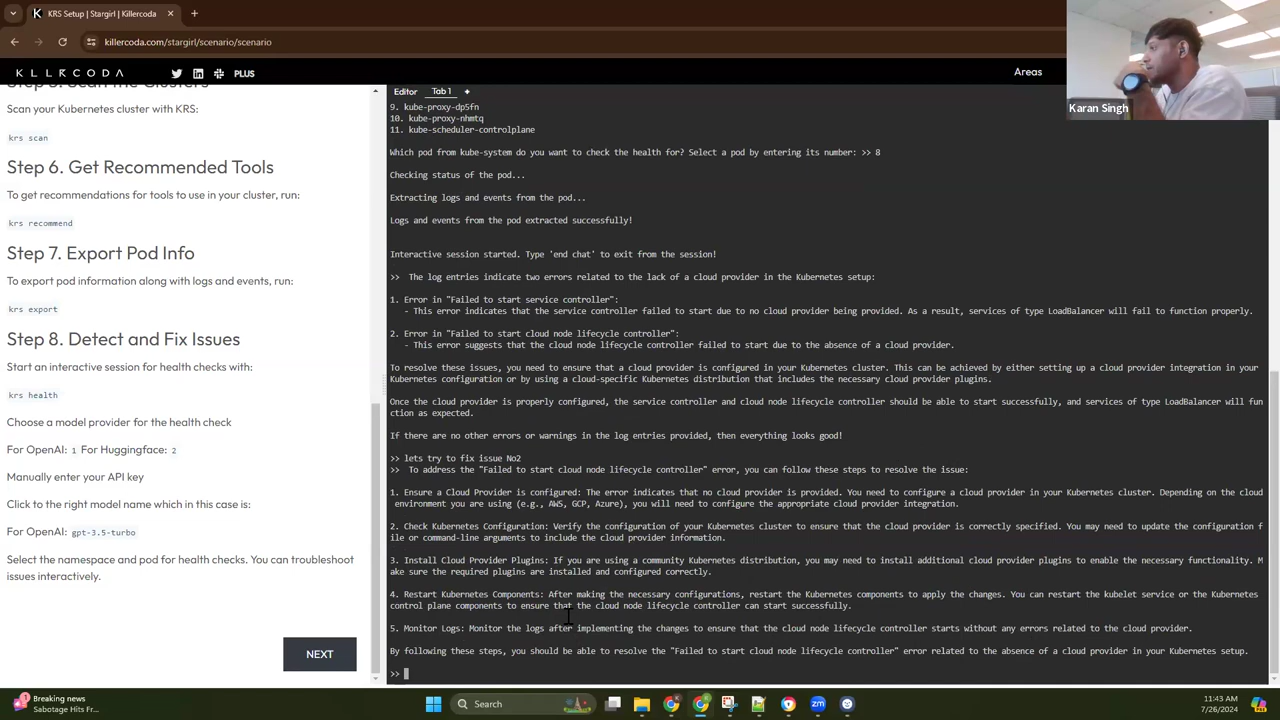 KRS Setup | Stargirl | Killercoda
killercoda.com/stargirl/scenario/scenario
KLLRCODA
PLUS
Areas
Karan Singh
Step 5. Scan the Clusters
Scan your Kubernetes cluster with KRS:
krs scan
Step 6. Get Recommended Tools
To get recommendations for tools to use in your cluster, run:
krs recommend
Step 7. Export Pod Info
To export pod information along with logs and events, run:
krs export
Step 8. Detect and Fix Issues
Start an interactive session for health checks with:
krs health
Choose a model provider for the health check
For OpenAI: 1 For Huggingface: 2
Manually enter your API key
Click to the right model name which in this case is:
For OpenAI: gpt-3.5-turbo
Select the namespace and pod for health checks. You can troubleshoot
issues interactively.
NEXT
Editor Tab 1 +
9. kube-proxy-dp5fn
10. kube-proxy-nhmtq
11. kube-scheduler-controlplane
Which pod from kube-system do you want to check the health for? Select a pod by entering its number: >> 8
Checking status of the pod...
Extracting logs and events from the pod...
Logs and events from the pod extracted successfully!
Interactive session started. Type 'end chat' to exit from the session!
>> The log entries indicate two errors related to the lack of a cloud provider in the Kubernetes setup:
1. Error in "Failed to start service controller":
- This error indicates that the service controller failed to start due to no cloud provider being provided. As a result, services of type LoadBalancer will fail to function properly.
2. Error in "Failed to start cloud node lifecycle controller":
- This error suggests that the cloud node lifecycle controller failed to start due to the absence of a cloud provider.
To resolve these issues, you need to ensure that a cloud provider is configured in your Kubernetes cluster. This can be achieved by either setting up a cloud provider integration in your
Kubernetes configuration or by using a cloud-specific Kubernetes distribution that includes the necessary cloud provider plugins.
Once the cloud provider is properly configured, the service controller and cloud node lifecycle controller should be able to start successfully, and services of type LoadBalancer will fun
ction as expected.
If there are no other errors or warnings in the log entries provided, then everything looks good!
>> lets try to fix issue No2
>> To address the "Failed to start cloud node lifecycle controller" error, you can follow these steps to resolve the issue:
1. Ensure a Cloud Provider is configured: The error indicates that no cloud provider is provided. You need to configure a cloud provider in your Kubernetes cluster. Depending on the cloud
environment you are using (e.g., AWS, GCP, Azure), you will need to configure the appropriate cloud provider integration.
2. Check Kubernetes Configuration: Verify the configuration of your Kubernetes cluster to ensure that the cloud provider is correctly specified. You may need to update the configuration f
ile or command-line arguments to include the cloud provider information.
3. Install Cloud Provider Plugins: If you are using a community Kubernetes distribution, you may need to install additional cloud provider plugins to enable the necessary functionality. M
ake sure the required plugins are installed and configured correctly.
4. Restart Kubernetes Components: After making the necessary configurations, restart the Kubernetes components to apply the changes. You can restart the kubelet service or the Kubernetes
control plane components to ensure that the cloud node lifecycle controller can start successfully.
5. Monitor Logs: Monitor the logs after implementing the changes to ensure that the cloud node lifecycle controller starts without any errors related to the cloud provider.
By following these steps, you should be able to resolve the "Failed to start cloud node lifecycle controller" error related to the absence of a cloud provider in your Kubernetes setup.
>>
1
Breaking news
Sabotage Hits Fr...
Search
zm
11:43 AM
7/26/2024